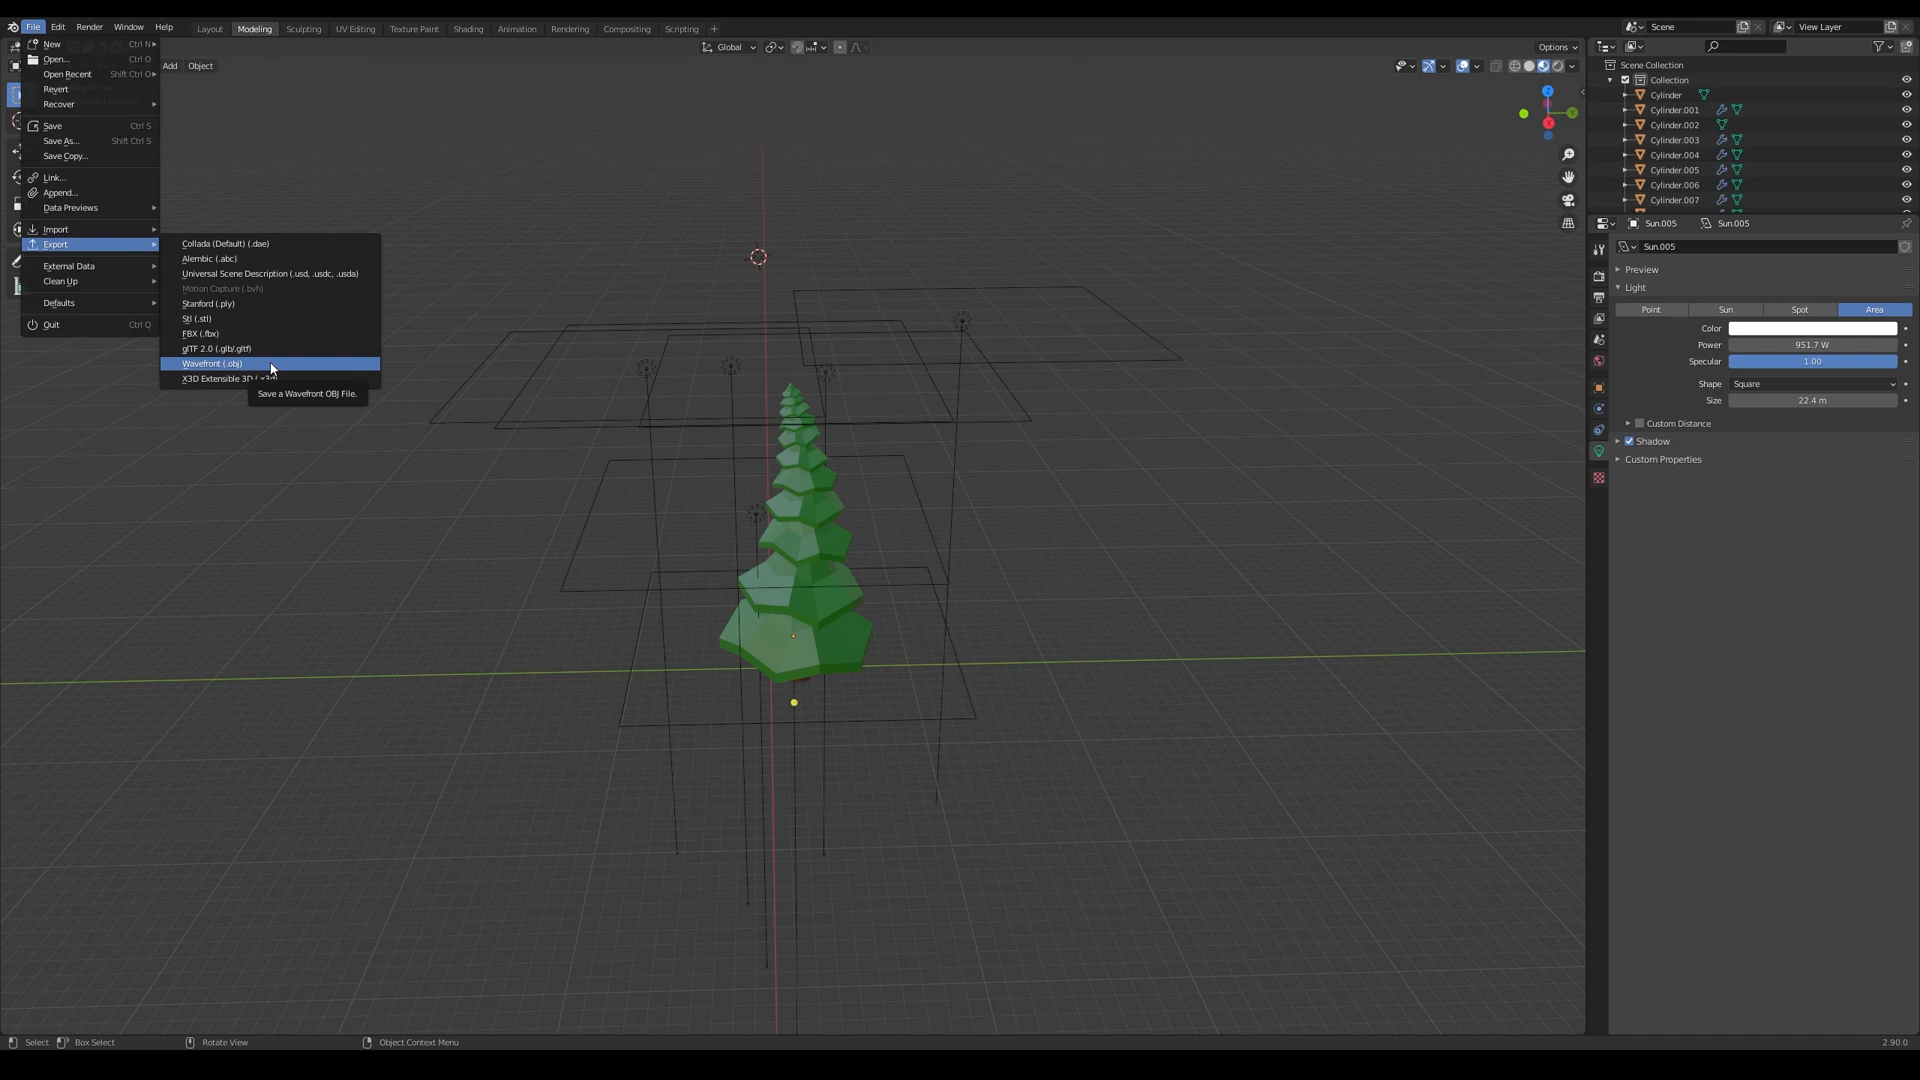 File Edit Render Window Help
Layout Modeling Sculpting UV Editing Texture Paint Shading Animation Rendering Compositing Scripting +
Scene
View Layer
New Ctrl N
Open... Ctrl O
Open Recent Shift Ctrl O
Revert
Recover
Save Ctrl S
Save As... Shift Ctrl S
Save Copy...
Link...
Append...
Data Previews
Import
Export
External Data
Clean Up
Defaults
Quit Ctrl Q
Collada (Default) (.dae)
Alembic (.abc)
Universal Scene Description (.usd, .usdc, .usda)
Motion Capture (.bvh)
Stanford (.ply)
Stl (.stl)
FBX (.fbx)
glTF 2.0 (.glb/.gltf)
Wavefront (.obj)
X3D Extensible 3D (.x3d)
Save a Wavefront OBJ File.
Add Object
Global
Options
Z
Y
X
Scene Collection
Collection
Cylinder
Cylinder.001
Cylinder.002
Cylinder.003
Cylinder.004
Cylinder.005
Cylinder.006
Cylinder.007
Sun.005 Sun.005
Sun.005
Preview
Light
Point Sun Spot Area
Color
Power 951.7 W
Specular 1.00
Shape Square
Size 22.4 m
Custom Distance
Shadow
Custom Properties
Select Box Select Rotate View Object Context Menu 2.90.0